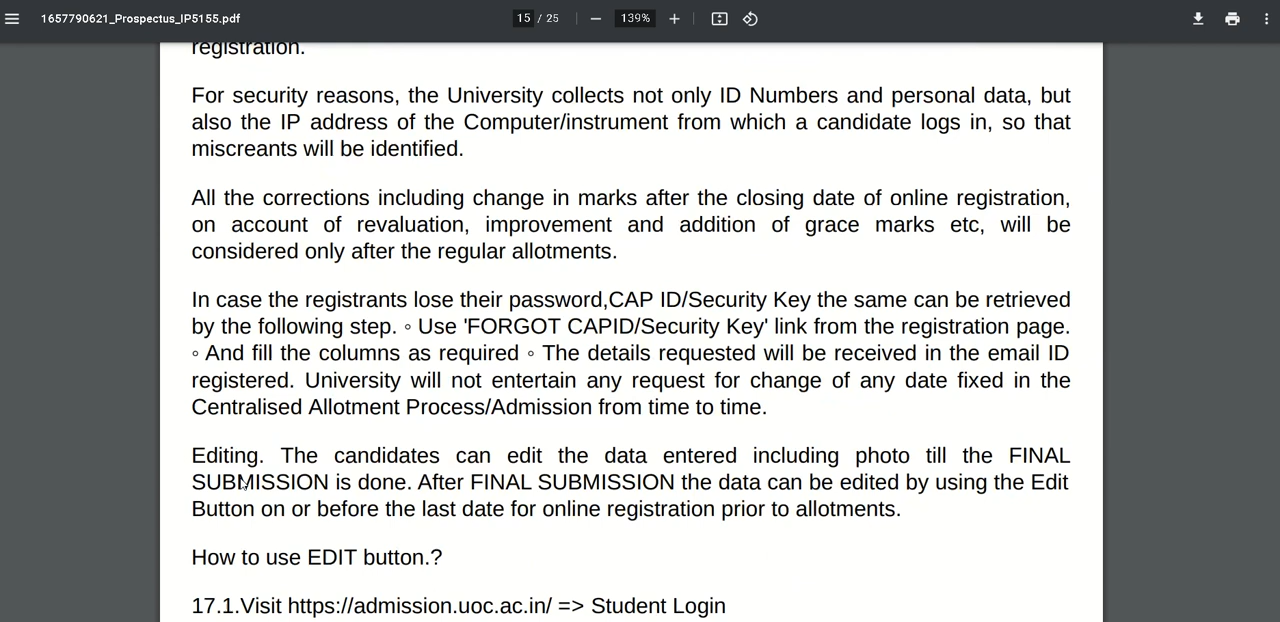 1657790621_Prospectus_IP5155.pdf
15 / 25
139%
registration.
For security reasons, the University collects not only ID Numbers and personal data, but
also the IP address of the Computer/instrument from which a candidate logs in, so that
miscreants will be identified.
All the corrections including change in marks after the closing date of online registration,
on account of revaluation, improvement and addition of grace marks etc, will be
considered only after the regular allotments.
In case the registrants lose their password,CAP ID/Security Key the same can be retrieved
by the following step. ◦ Use 'FORGOT CAPID/Security Key' link from the registration page.
◦ And fill the columns as required ◦ The details requested will be received in the email ID
registered. University will not entertain any request for change of any date fixed in the
Centralised Allotment Process/Admission from time to time.
Editing. The candidates can edit the data entered including photo till the FINAL
SUBMISSION is done. After FINAL SUBMISSION the data can be edited by using the Edit
Button on or before the last date for online registration prior to allotments.
How to use EDIT button.?
17.1.Visit https://admission.uoc.ac.in/ => Student Login